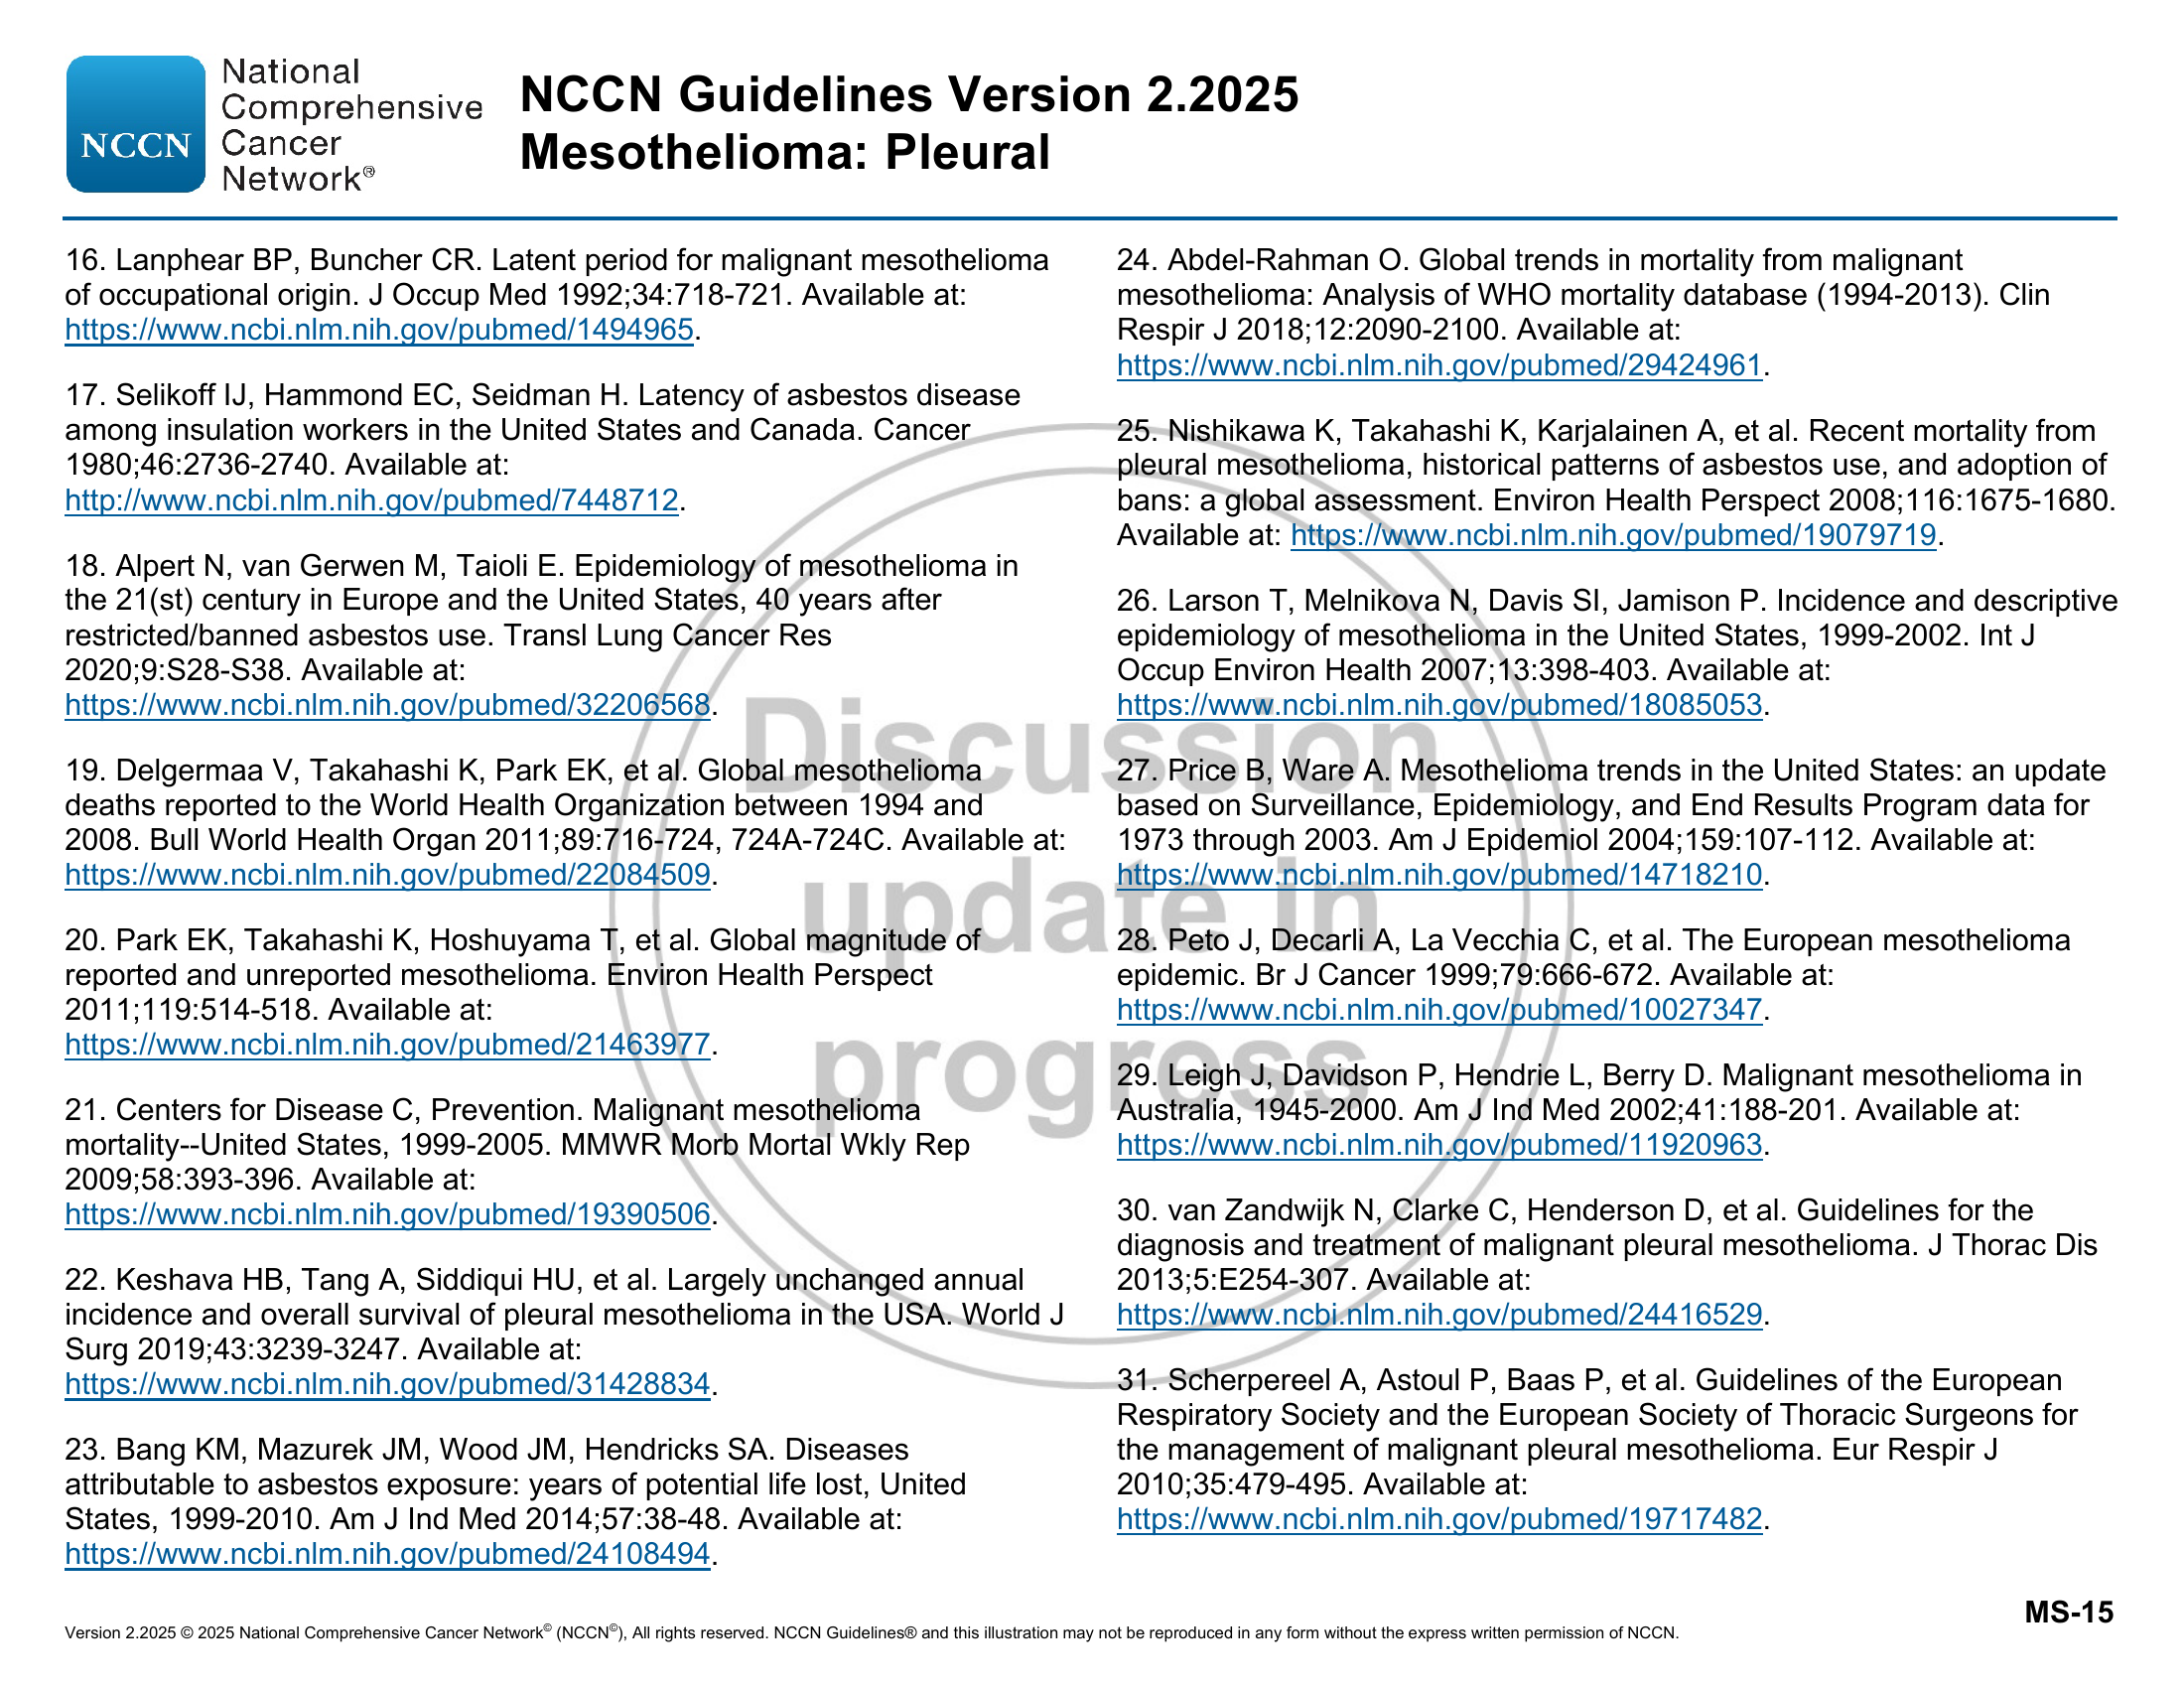 National
Comprehensive
Cancer
Network®
NCCN
NCCN Guidelines Version 2.2025
Mesothelioma: Pleural
16. Lanphear BP, Buncher CR. Latent period for malignant mesothelioma
of occupational origin. J Occup Med 1992;34:718-721. Available at:
https://www.ncbi.nlm.nih.gov/pubmed/1494965.
17. Selikoff IJ, Hammond EC, Seidman H. Latency of asbestos disease
among insulation workers in the United States and Canada. Cancer
1980;46:2736-2740. Available at:
http://www.ncbi.nlm.nih.gov/pubmed/7448712.
18. Alpert N, van Gerwen M, Taioli E. Epidemiology of mesothelioma in
the 21(st) century in Europe and the United States, 40 years after
restricted/banned asbestos use. Transl Lung Cancer Res
2020;9:S28-S38. Available at:
https://www.ncbi.nlm.nih.gov/pubmed/32206568.
19. Delgermaa V, Takahashi K, Park EK, et al. Global mesothelioma
deaths reported to the World Health Organization between 1994 and
2008. Bull World Health Organ 2011;89:716-724, 724A-724C. Available at:
https://www.ncbi.nlm.nih.gov/pubmed/22084509.
20. Park EK, Takahashi K, Hoshuyama T, et al. Global magnitude of
reported and unreported mesothelioma. Environ Health Perspect
2011;119:514-518. Available at:
https://www.ncbi.nlm.nih.gov/pubmed/21463977.
21. Centers for Disease C, Prevention. Malignant mesothelioma
mortality--United States, 1999-2005. MMWR Morb Mortal Wkly Rep
2009;58:393-396. Available at:
https://www.ncbi.nlm.nih.gov/pubmed/19390506.
22. Keshava HB, Tang A, Siddiqui HU, et al. Largely unchanged annual
incidence and overall survival of pleural mesothelioma in the USA. World J
Surg 2019;43:3239-3247. Available at:
https://www.ncbi.nlm.nih.gov/pubmed/31428834.
23. Bang KM, Mazurek JM, Wood JM, Hendricks SA. Diseases
attributable to asbestos exposure: years of potential life lost, United
States, 1999-2010. Am J Ind Med 2014;57:38-48. Available at:
https://www.ncbi.nlm.nih.gov/pubmed/24108494.
24. Abdel-Rahman O. Global trends in mortality from malignant
mesothelioma: Analysis of WHO mortality database (1994-2013). Clin
Respir J 2018;12:2090-2100. Available at:
https://www.ncbi.nlm.nih.gov/pubmed/29424961.
25. Nishikawa K, Takahashi K, Karjalainen A, et al. Recent mortality from
pleural mesothelioma, historical patterns of asbestos use, and adoption of
bans: a global assessment. Environ Health Perspect 2008;116:1675-1680.
Available at: https://www.ncbi.nlm.nih.gov/pubmed/19079719.
26. Larson T, Melnikova N, Davis SI, Jamison P. Incidence and descriptive
epidemiology of mesothelioma in the United States, 1999-2002. Int J
Occup Environ Health 2007;13:398-403. Available at:
https://www.ncbi.nlm.nih.gov/pubmed/18085053.
27. Price B, Ware A. Mesothelioma trends in the United States: an update
based on Surveillance, Epidemiology, and End Results Program data for
1973 through 2003. Am J Epidemiol 2004;159:107-112. Available at:
https://www.ncbi.nlm.nih.gov/pubmed/14718210.
28. Peto J, Decarli A, La Vecchia C, et al. The European mesothelioma
epidemic. Br J Cancer 1999;79:666-672. Available at:
https://www.ncbi.nlm.nih.gov/pubmed/10027347.
29. Leigh J, Davidson P, Hendrie L, Berry D. Malignant mesothelioma in
Australia, 1945-2000. Am J Ind Med 2002;41:188-201. Available at:
https://www.ncbi.nlm.nih.gov/pubmed/11920963.
30. van Zandwijk N, Clarke C, Henderson D, et al. Guidelines for the
diagnosis and treatment of malignant pleural mesothelioma. J Thorac Dis
2013;5:E254-307. Available at:
https://www.ncbi.nlm.nih.gov/pubmed/24416529.
31. Scherpereel A, Astoul P, Baas P, et al. Guidelines of the European
Respiratory Society and the European Society of Thoracic Surgeons for
the management of malignant pleural mesothelioma. Eur Respir J
2010;35:479-495. Available at:
https://www.ncbi.nlm.nih.gov/pubmed/19717482.
Discussion
update in
progress
MS-15
Version 2.2025 © 2025 National Comprehensive Cancer Network© (NCCN©), All rights reserved. NCCN Guidelines® and this illustration may not be reproduced in any form without the express written permission of NCCN.